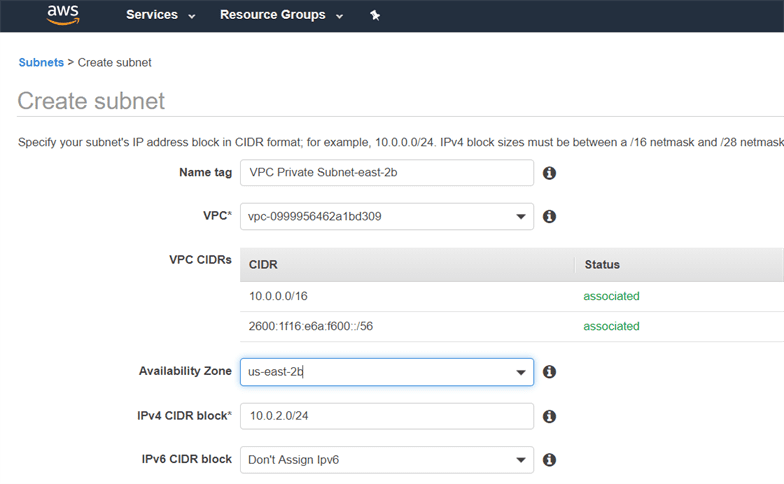 aws Services Resource Groups
Subnets > Create subnet
Create subnet
Specify your subnet's IP address block in CIDR format; for example, 10.0.0.0/24. IPv4 block sizes must be between a /16 netmask and /28 netmask
Name tag VPC Private Subnet-east-2b
VPC* vpc-0999956462a1bd309
VPC CIDRs CIDR Status
10.0.0.0/16 associated
2600:1f16:e6a:f600::/56 associated
Availability Zone us-east-2b
IPv4 CIDR block* 10.0.2.0/24
IPv6 CIDR block Don't Assign Ipv6